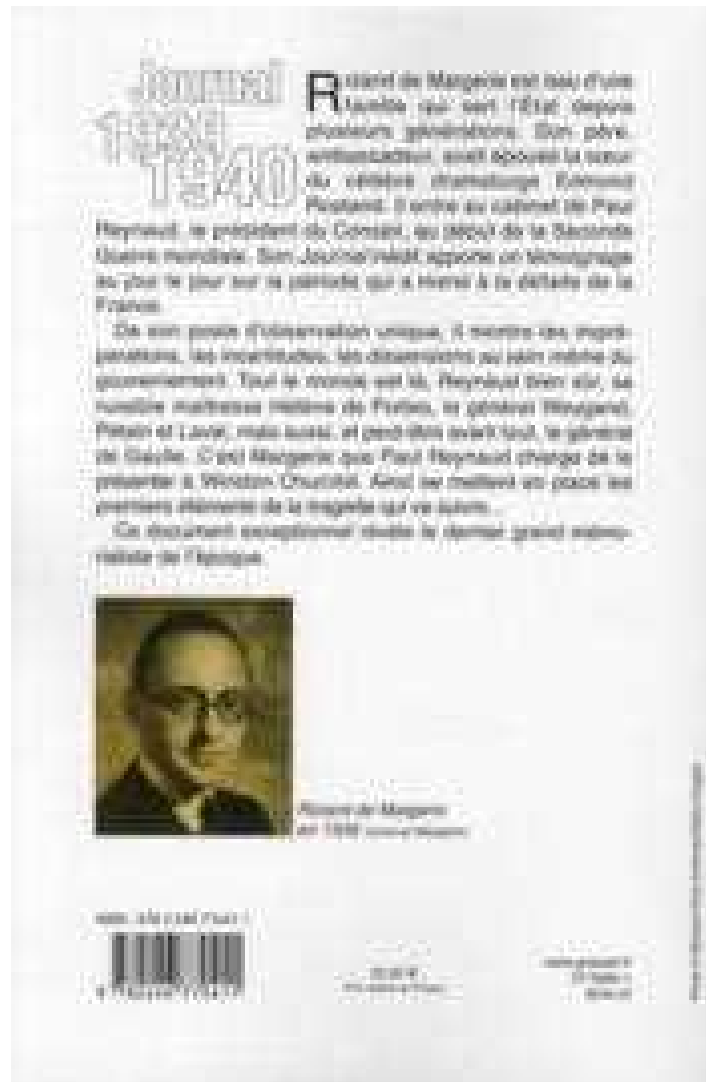 Journal
1939
1940
Roland de Margerie est issu d'une
famille qui sert l'État depuis
plusieurs générations. Son père,
ambassadeur, avait épousé la sœur
du célèbre dramaturge Edmond
Rostand. Il entre au cabinet de Paul
Reynaud, le président du Conseil, au début de la Seconde
Guerre mondiale. Son Journal inédit apporte un témoignage
au jour le jour sur la période qui a mené à la défaite de la
France.
De son poste d'observation unique, il montre les impré-
parations, les incertitudes, les dissensions au sein même du
gouvernement. Tout le monde est là, Reynaud bien sûr, sa
maîtresse Hélène de Portes, le général Weygand,
Pétain et Laval, mais aussi, et peut-être avant tout, le général
de Gaulle. C'est Margerie que Paul Reynaud charge de le
présenter à Winston Churchill. Ainsi se mettent en place les
premiers éléments de la tragédie qui va suivre...
Ce document exceptionnel révèle le dernier grand mémo-
rialiste de l'époque.
Roland de Margerie
en